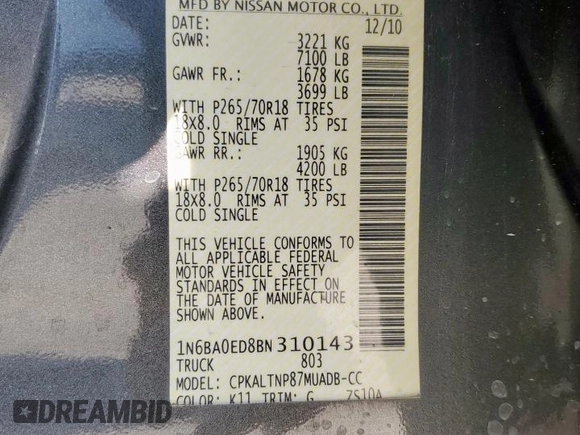 MFD BY NISSAN MOTOR CO., LTD.
DATE: 12/10
GVWR: 3221 KG
7100 LB
GAWR FR.: 1678 KG
3699 LB
WITH P265/70R18 TIRES
18X8.0 RIMS AT 35 PSI
COLD SINGLE
GAWR RR.: 1905 KG
4200 LB
WITH P265/70R18 TIRES
18X8.0 RIMS AT 35 PSI
COLD SINGLE
THIS VEHICLE CONFORMS TO
ALL APPLICABLE FEDERAL
MOTOR VEHICLE SAFETY
STANDARDS IN EFFECT ON
THE DATE OF MANUFACTURE
SHOWN ABOVE.
1N6BA0ED8BN310143
TRUCK 803
MODEL: CPKALTNP87MUADB-CC
COLOR: K11 TRIM: G ZS10A
AUTOHELPERBOT.COM